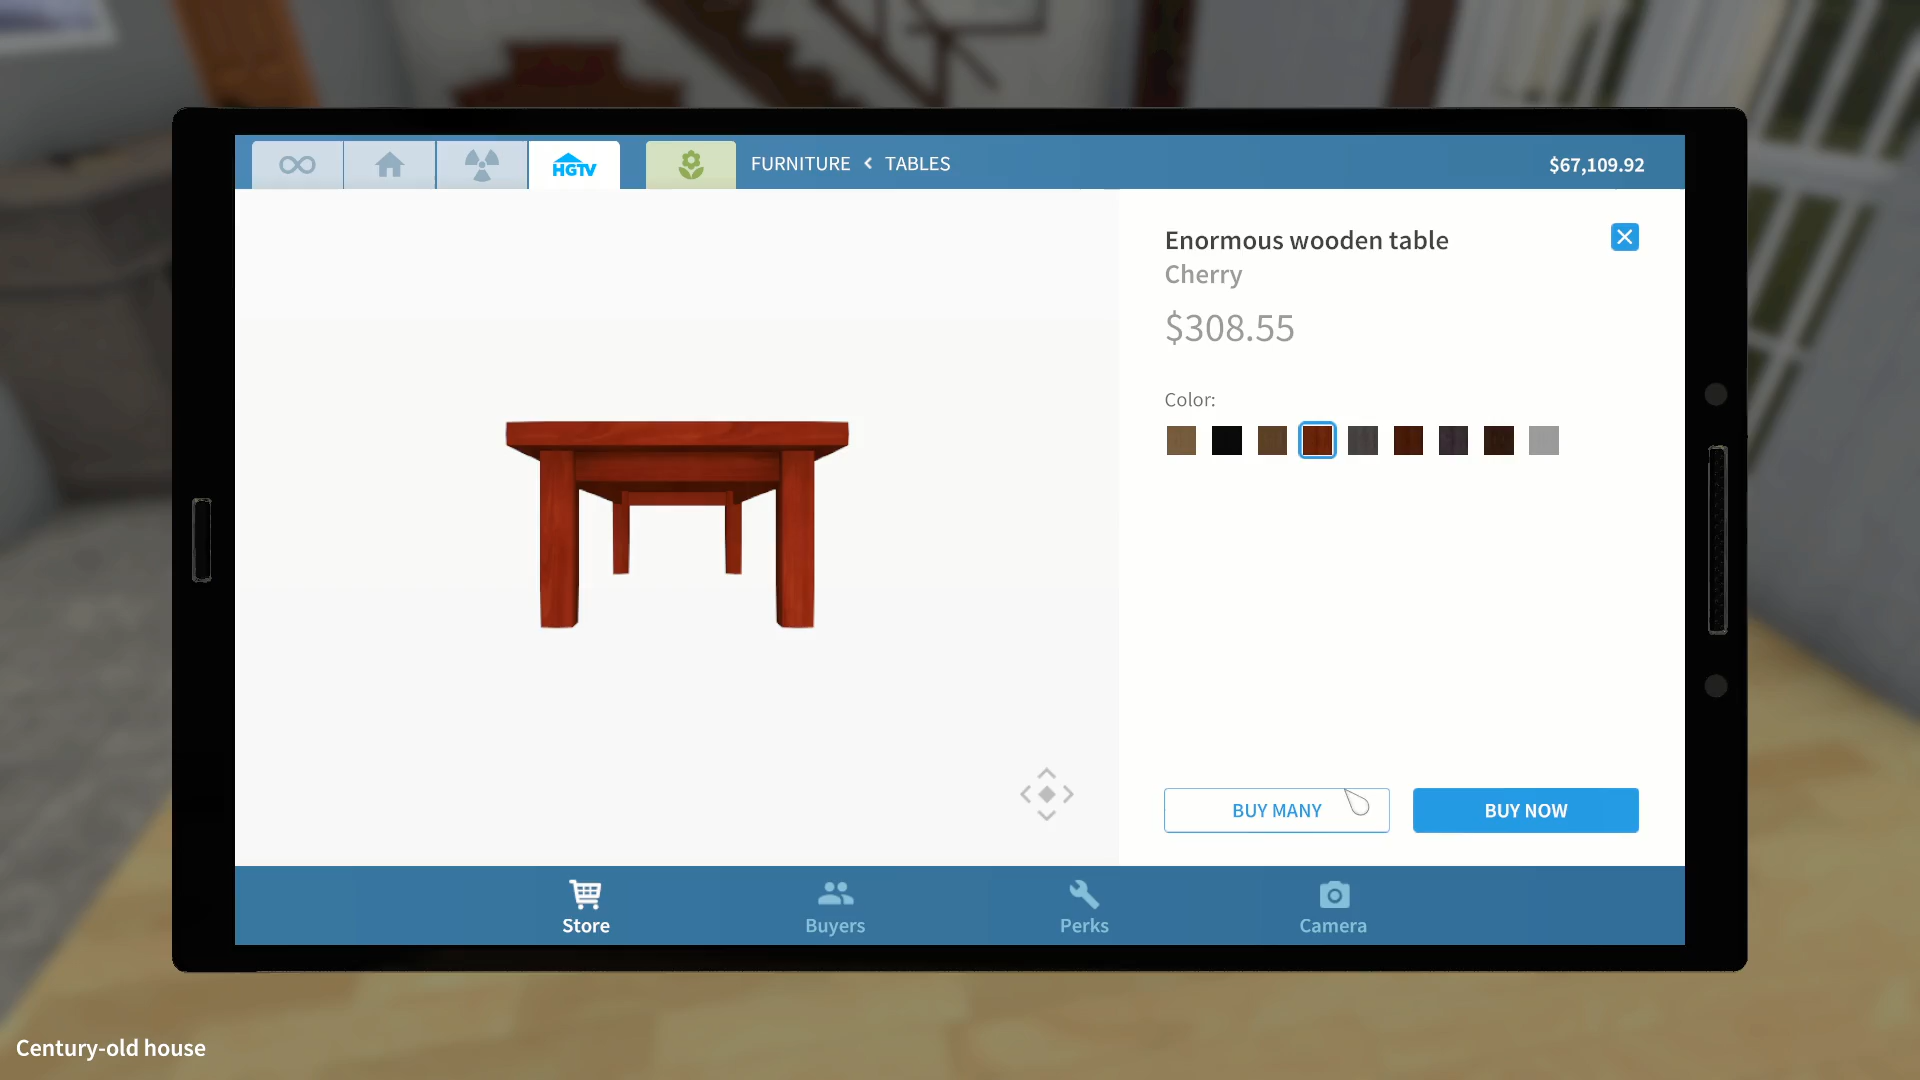 HGTV
FURNITURE < TABLES
$67,109.92
Enormous wooden table
Cherry
$308.55
Color:
BUY MANY
BUY NOW
Store
Buyers
Perks
Camera
Century-old house